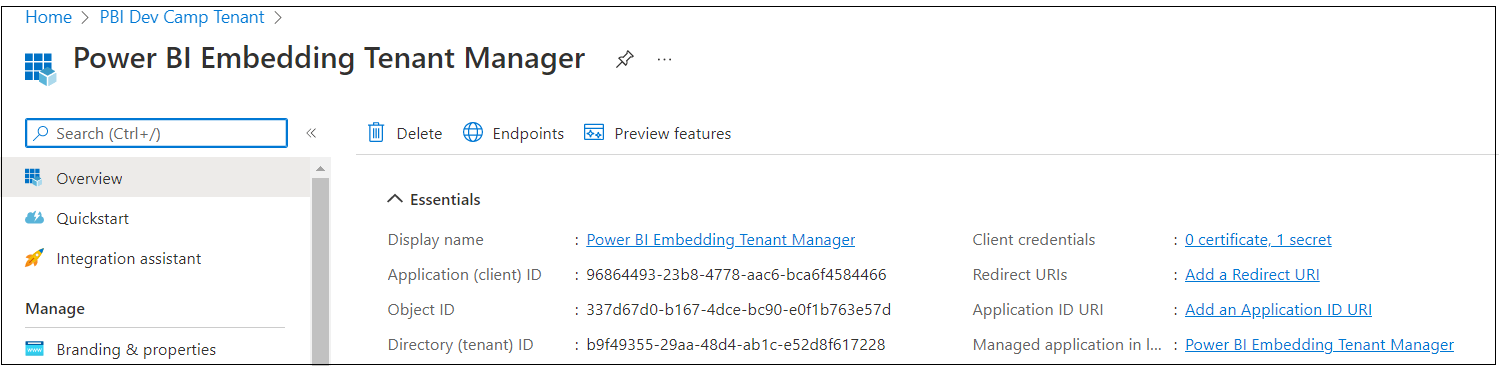 Home > PBI Dev Camp Tenant >
Power BI Embedding Tenant Manager ...
Search (Ctrl+/) «
Overview
Quickstart
Integration assistant
Manage
Branding & properties
Delete Endpoints Preview features
Essentials
Display name : Power BI Embedding Tenant Manager
Application (client) ID : 96864493-23b8-4778-aac6-bca6f4584466
Object ID : 337d67d0-b167-4dce-bc90-e0f1b763e57d
Directory (tenant) ID : b9f49355-29aa-48d4-ab1c-e52d8f617228
Client credentials : 0 certificate, 1 secret
Redirect URIs : Add a Redirect URI
Application ID URI : Add an Application ID URI
Managed application in l... : Power BI Embedding Tenant Manager